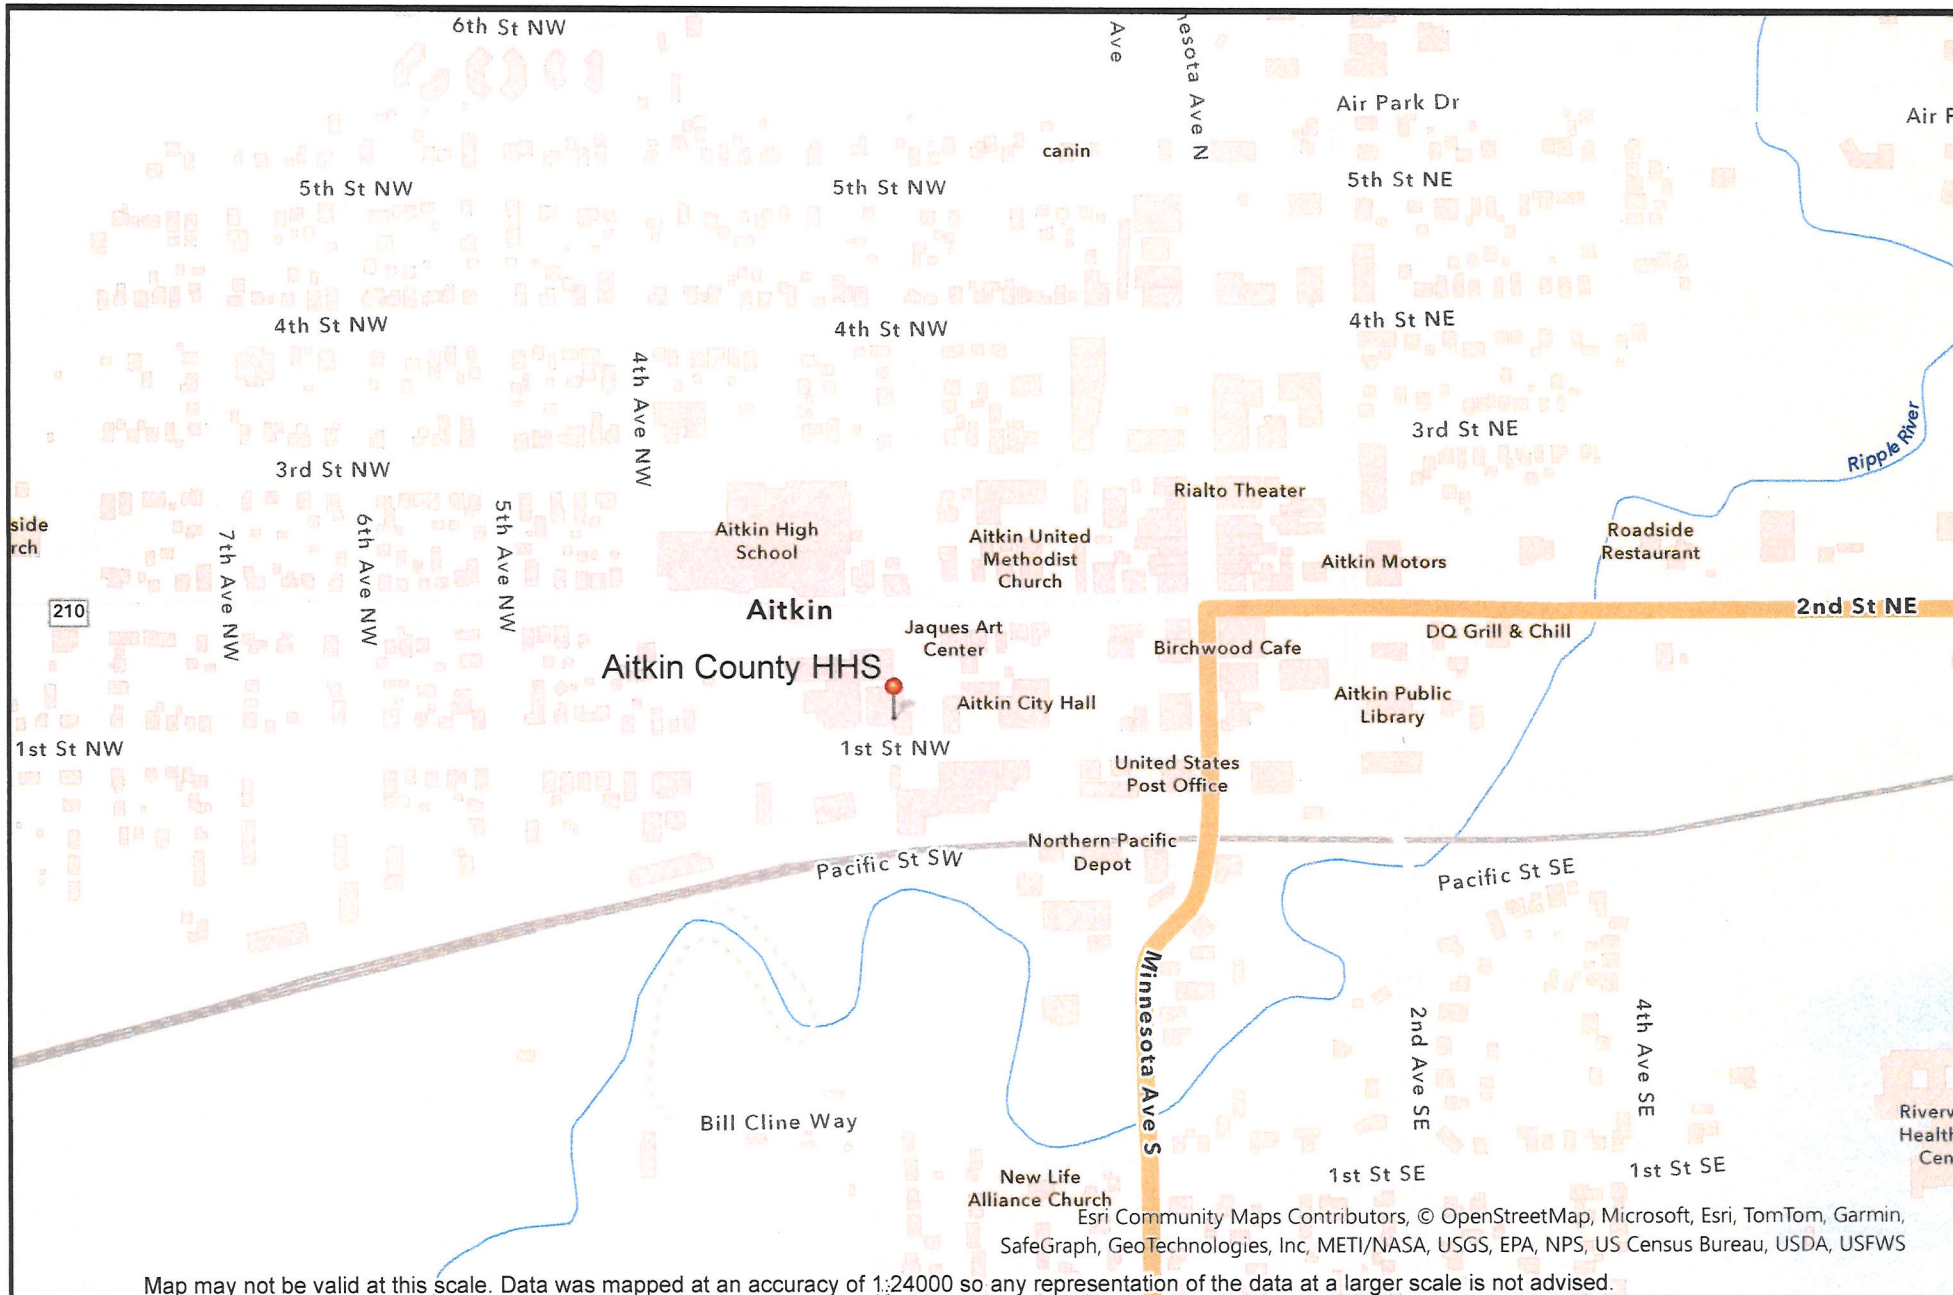 6th St NW
Ave
nesota Ave N
Air Park Dr
Air P
canin
5th St NW
5th St NW
5th St NE
4th St NW
4th St NW
4th St NE
4th Ave NW
3rd St NE
Ripple River
3rd St NW
Rialto Theater
side
rch
7th Ave NW
6th Ave NW
5th Ave NW
Aitkin High
School
Aitkin United
Methodist
Church
Aitkin Motors
Roadside
Restaurant
210
Aitkin
2nd St NE
Jaques Art
Center
Birchwood Cafe
DQ Grill & Chill
Aitkin County HHS
Aitkin City Hall
Aitkin Public
Library
1st St NW
1st St NW
United States
Post Office
Northern Pacific
Depot
Pacific St SW
Pacific St SE
Minnesota Ave S
2nd Ave SE
4th Ave SE
Bill Cline Way
Riverw
Health
Cen
New Life
Alliance Church
1st St SE
1st St SE
Esri Community Maps Contributors, © OpenStreetMap, Microsoft, Esri, TomTom, Garmin,
SafeGraph, GeoTechnologies, Inc, METI/NASA, USGS, EPA, NPS, US Census Bureau, USDA, USFWS
Map may not be valid at this scale. Data was mapped at an accuracy of 1:24000 so any representation of the data at a larger scale is not advised.